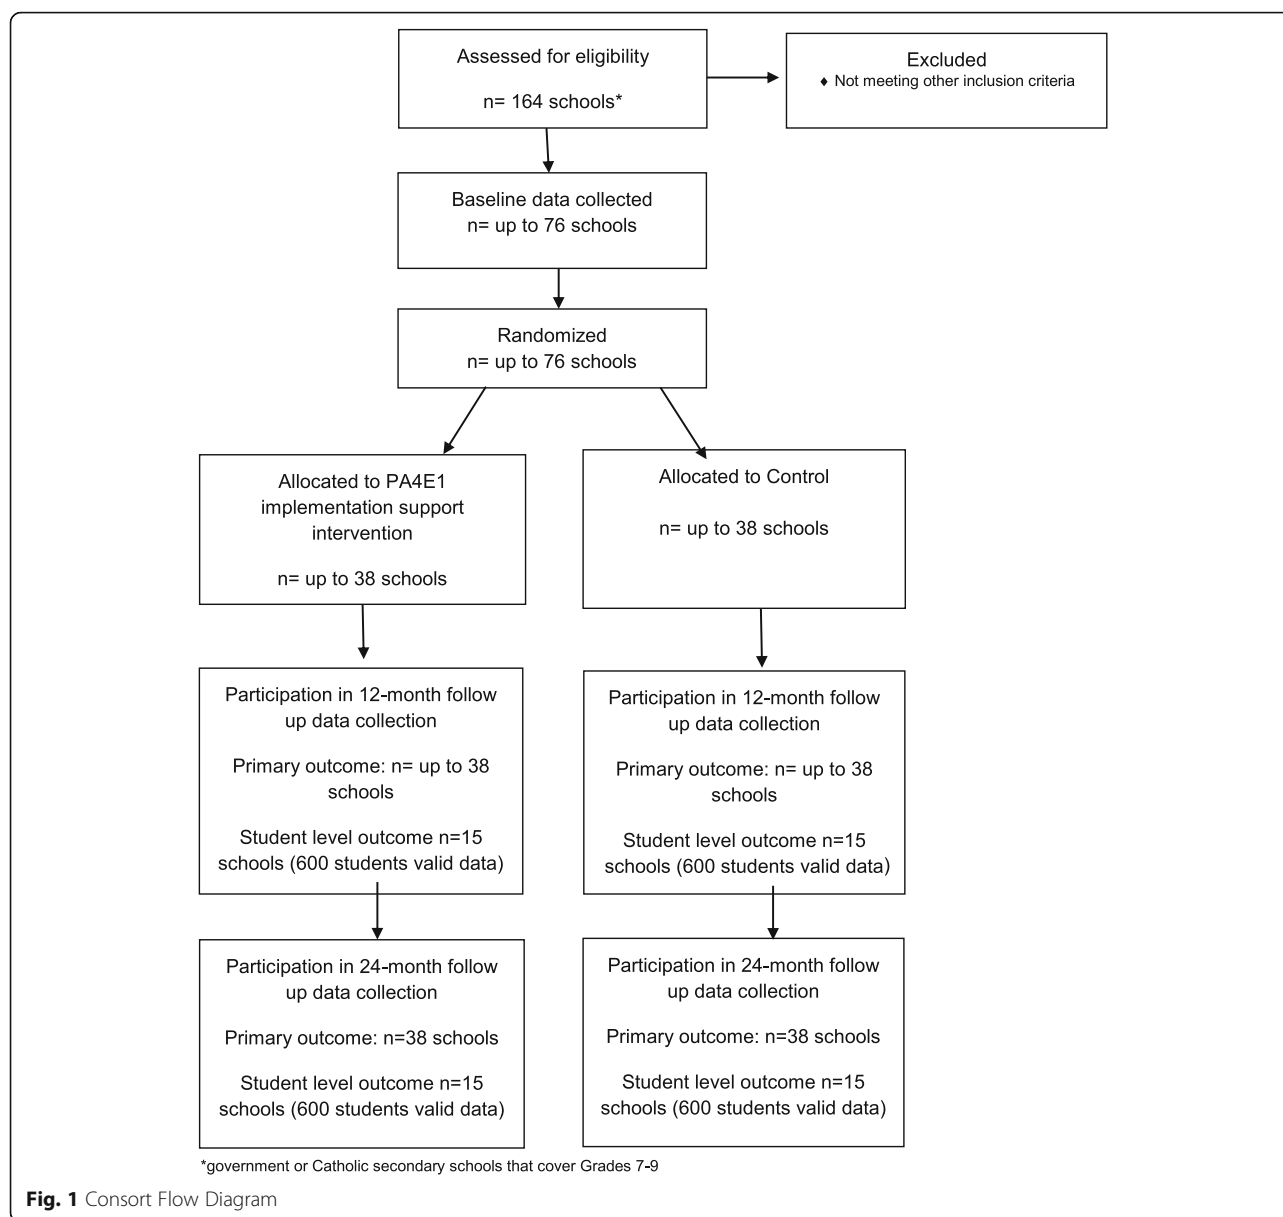 Assessed for eligibility
n= 164 schools*
Excluded
♦ Not meeting other inclusion criteria
Baseline data collected
n= up to 76 schools
Randomized
n= up to 76 schools
Allocated to PA4E1
implementation support
intervention
n= up to 38 schools
Allocated to Control
n= up to 38 schools
Participation in 12-month follow
up data collection
Primary outcome: n= up to 38
schools
Student level outcome n=15
schools (600 students valid data)
Participation in 12-month follow
up data collection
Primary outcome: n= up to 38
schools
Student level outcome n=15
schools (600 students valid data)
Participation in 24-month follow
up data collection
Primary outcome: n=38 schools
Student level outcome n=15
schools (600 students valid data)
Participation in 24-month follow
up data collection
Primary outcome: n=38 schools
Student level outcome n=15
schools (600 students valid data)
*government or Catholic secondary schools that cover Grades 7-9
Fig. 1 Consort Flow Diagram